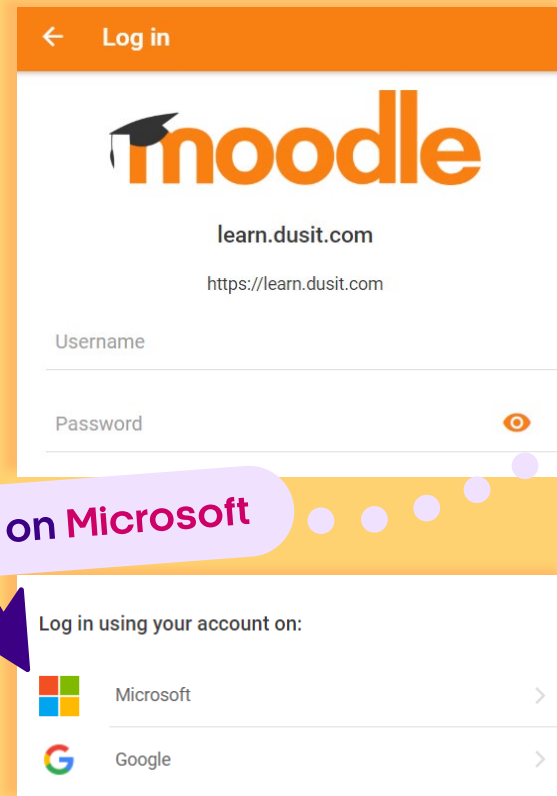 Log in
moodle
learn.dusit.com
https://learn.dusit.com
Username
Password
on Microsoft
Log in using your account on:
Microsoft
Google